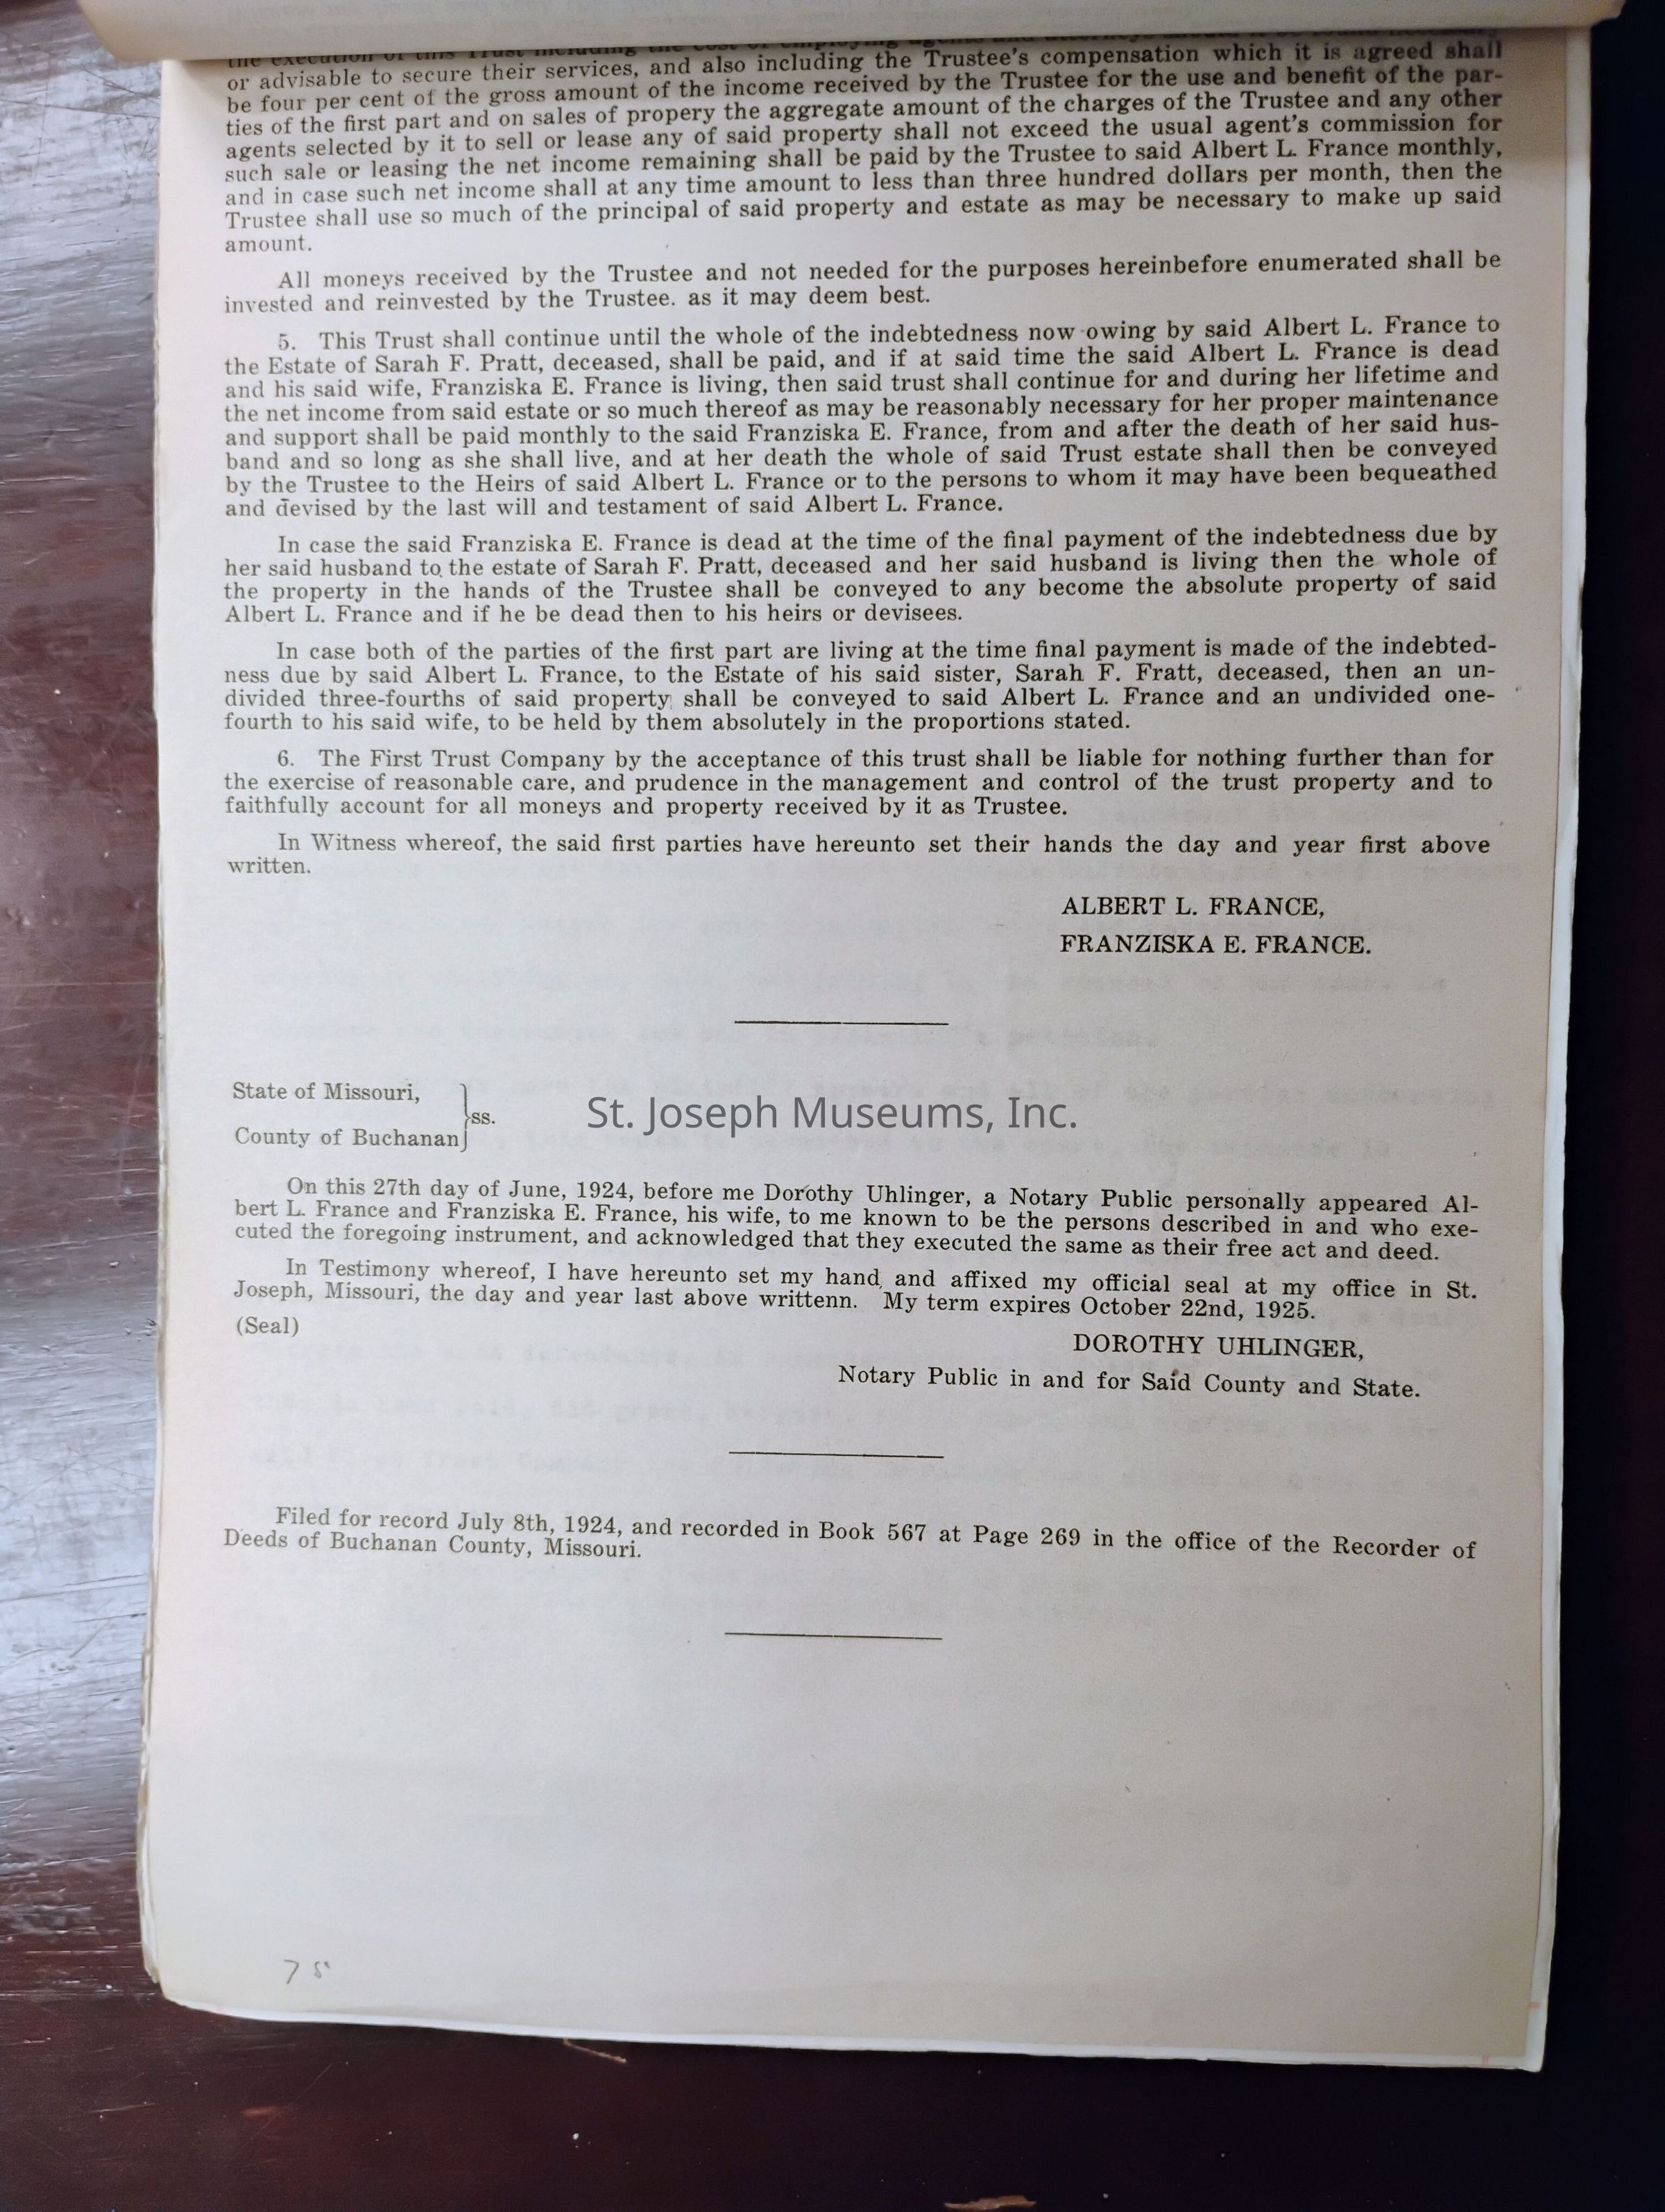 the execution of this Trust including the cost of employing agents and attorneys
or advisable to secure their services, and also including the Trustee's compensation which it is agreed shall
be four per cent of the gross amount of the income received by the Trustee for the use and benefit of the par-
ties of the first part and on sales of propery the aggregate amount of the charges of the Trustee and any other
agents selected by it to sell or lease any of said property shall not exceed the usual agent's commission for
such sale or leasing the net income remaining shall be paid by the Trustee to said Albert L. France monthly,
and in case such net income shall at any time amount to less than three hundred dollars per month, then the
Trustee shall use so much of the principal of said property and estate as may be necessary to make up said
amount.
All moneys received by the Trustee and not needed for the purposes hereinbefore enumerated shall be
invested and reinvested by the Trustee. as it may deem best.
5. This Trust shall continue until the whole of the indebtedness now owing by said Albert L. France to
the Estate of Sarah F. Pratt, deceased, shall be paid, and if at said time the said Albert L. France is dead
and his said wife, Franziska E. France is living, then said trust shall continue for and during her lifetime and
the net income from said estate or so much thereof as may be reasonably necessary for her proper maintenance
and support shall be paid monthly to the said Franziska E. France, from and after the death of her said hus-
band and so long as she shall live, and at her death the whole of said Trust estate shall then be conveyed
by the Trustee to the Heirs of said Albert L. France or to the persons to whom it may have been bequeathed
and devised by the last will and testament of said Albert L. France.
In case the said Franziska E. France is dead at the time of the final payment of the indebtedness due by
her said husband to the estate of Sarah F. Pratt, deceased and her said husband is living then the whole of
the property in the hands of the Trustee shall be conveyed to any become the absolute property of said
Albert L. France and if he be dead then to his heirs or devisees.
In case both of the parties of the first part are living at the time final payment is made of the indebted-
ness due by said Albert L. France, to the Estate of his said sister, Sarah F. Fratt, deceased, then an un-
divided three-fourths of said property shall be conveyed to said Albert L. France and an undivided one-
fourth to his said wife, to be held by them absolutely in the proportions stated.
6. The First Trust Company by the acceptance of this trust shall be liable for nothing further than for
the exercise of reasonable care, and prudence in the management and control of the trust property and to
faithfully account for all moneys and property received by it as Trustee.
In Witness whereof, the said first parties have hereunto set their hands the day and year first above
written.
ALBERT L. FRANCE,
FRANZISKA E. FRANCE.
State of Missouri,
ss.
County of Buchanan
St. Joseph Museums, Inc.
On this 27th day of June, 1924, before me Dorothy Uhlinger, a Notary Public personally appeared Al-
bert L. France and Franziska E. France, his wife, to me known to be the persons described in and who exe-
cuted the foregoing instrument, and acknowledged that they executed the same as their free act and deed.
In Testimony whereof, I have hereunto set my hand and affixed my official seal at my office in St.
Joseph, Missouri, the day and year last above writtenn. My term expires October 22nd, 1925.
(Seal)
DOROTHY UHLINGER,
Notary Public in and for Said County and State.
Filed for record July 8th, 1924, and recorded in Book 567 at Page 269 in the office of the Recorder of
Deeds of Buchanan County, Missouri.
75